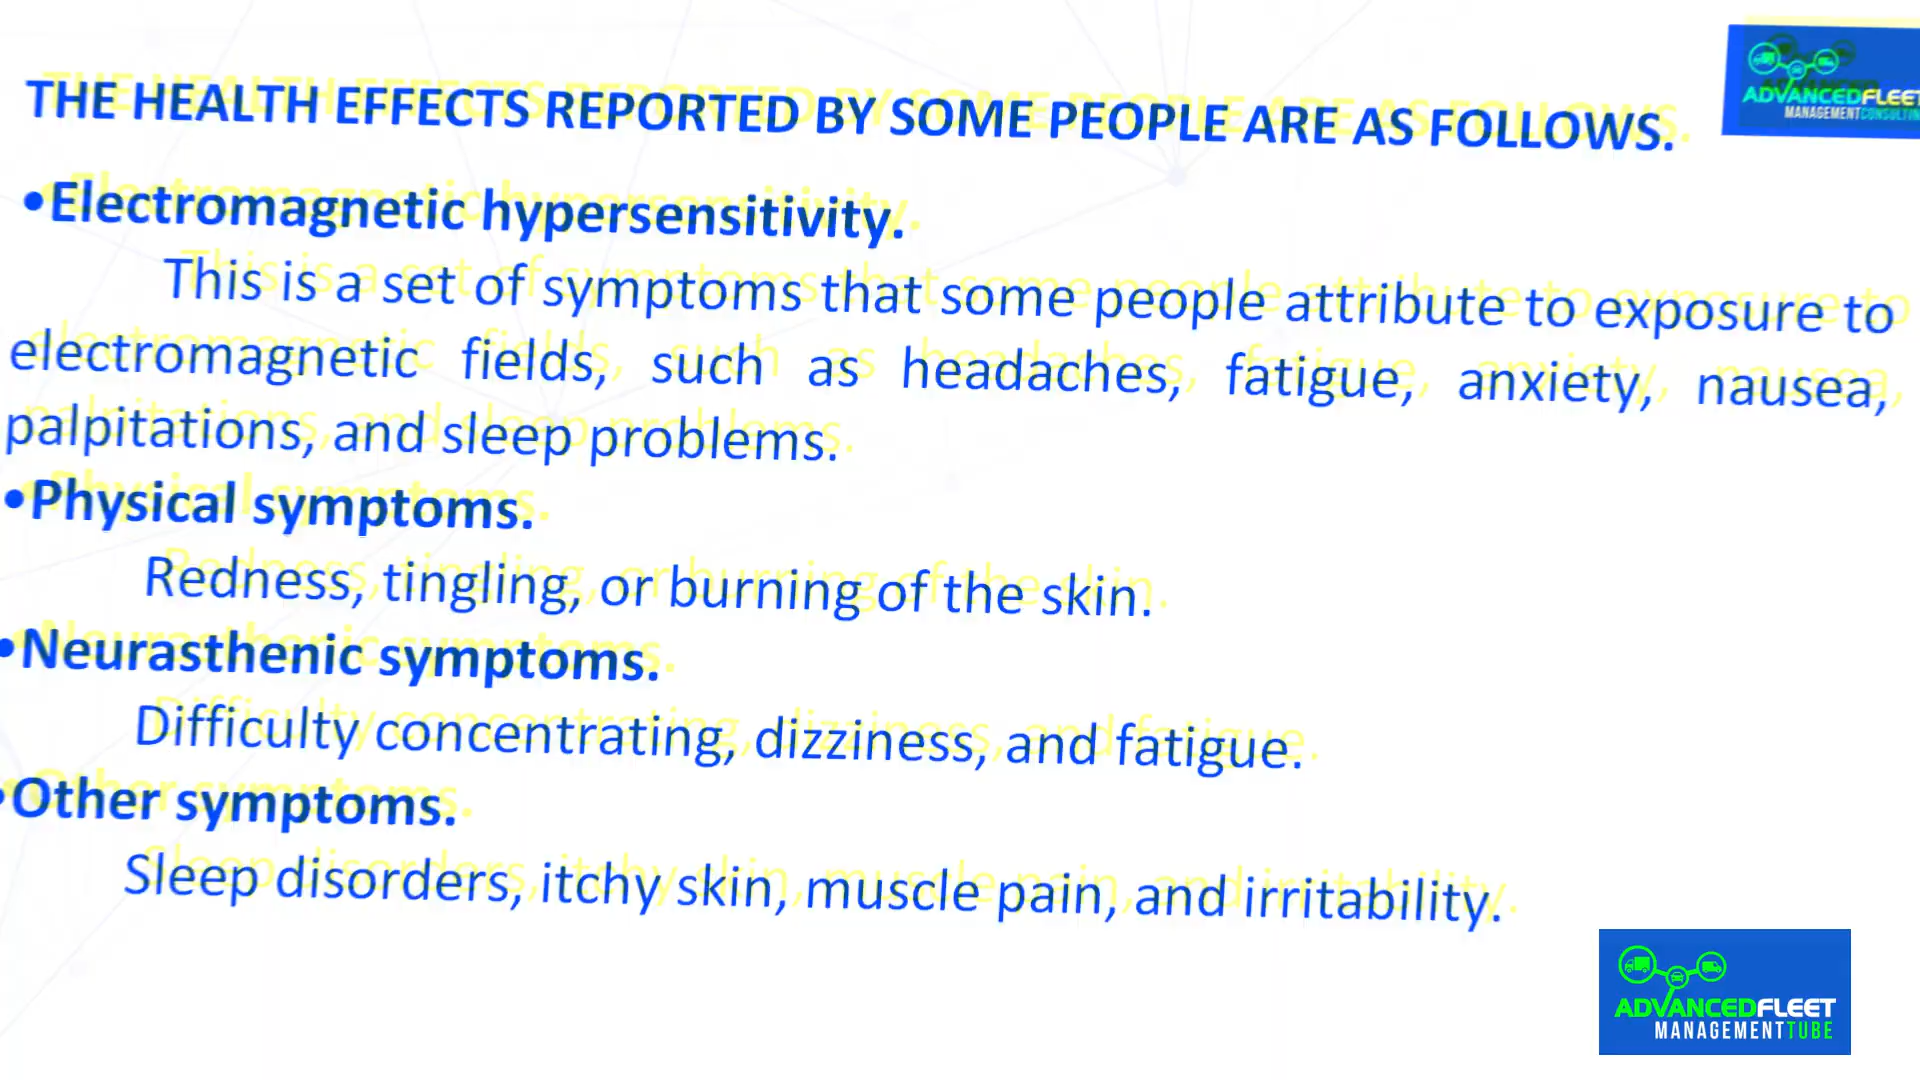 THE HEALTH EFFECTS REPORTED BY SOME PEOPLE ARE AS FOLLOWS.
ADVANCEDFLEET
MANAGEMENTCONSULTIN
•Electromagnetic hypersensitivity.
This is a set of symptoms that some people attribute to exposure to
electromagnetic fields, such as headaches, fatigue, anxiety, nausea,
palpitations, and sleep problems.
•Physical symptoms.
Redness, tingling, or burning of the skin.
•Neurasthenic symptoms.
Difficulty concentrating, dizziness, and fatigue.
•Other symptoms.
Sleep disorders, itchy skin, muscle pain, and irritability.
ADVANCEDFLEET
MANAGEMENTTUBE